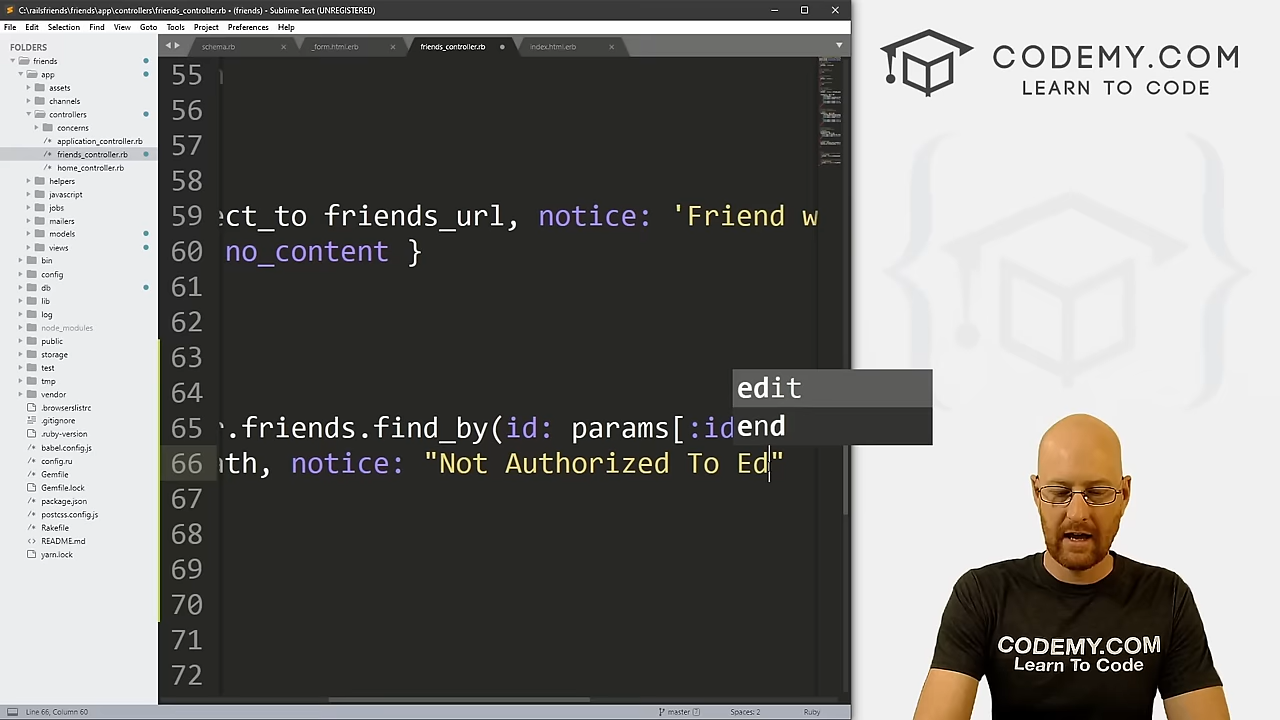 C:\railsfriends\friends\app\controllers\friends_controller.rb • (friends) - Sublime Text (UNREGISTERED)
File Edit Selection Find View Goto Tools Project Preferences Help
FOLDERS
friends
app
assets
channels
controllers
concerns
application_controller.rb
friends_controller.rb
home_controller.rb
helpers
javascript
jobs
mailers
models
views
bin
config
db
lib
log
node_modules
public
storage
test
tmp
vendor
.browserslistrc
.gitignore
.ruby-version
babel.config.js
config.ru
Gemfile
Gemfile.lock
package.json
postcss.config.js
Rakefile
README.md
yarn.lock
schema.rb _form.html.erb friends_controller.rb index.html.erb
55
56
57
58
59 ect_to friends_url, notice: 'Friend w
60 no_content }
61
62
63
64
65 r.friends.find_by(id: params[:id
66 ath, notice: "Not Authorized To Ed"
67
68
69
70
71
72
edit
end
Line 66, Column 60 master 7 Spaces: 2 Ruby
CODEMY.COM
LEARN TO CODE
CODEMY.COM
Learn To Code